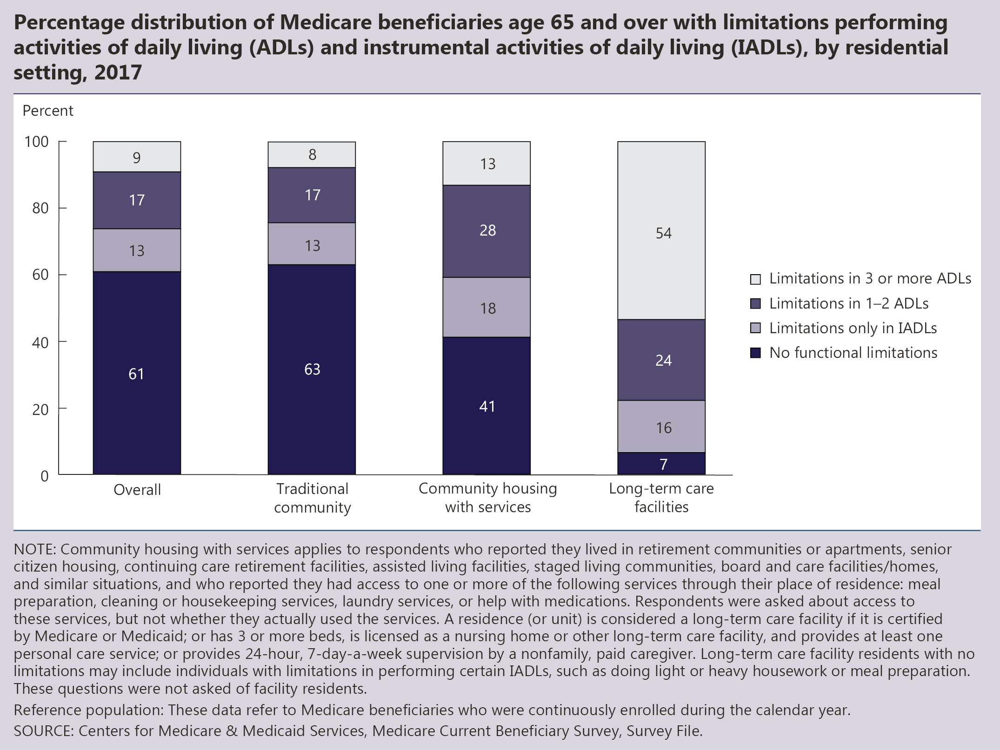 Percentage distribution of Medicare beneficiaries age 65 and over with limitations performing
activities of daily living (ADLs) and instrumental activities of daily living (IADLs), by residential
setting, 2017
Percent
100
80
60
40
20
0
9
17
13
61
8
17
13
63
13
28
18
41
54
24
16
7
Limitations in 3 or more ADLs
Limitations in 1–2 ADLs
Limitations only in IADLs
No functional limitations
Overall
Traditional
community
Community housing
with services
Long-term care
facilities
NOTE: Community housing with services applies to respondents who reported they lived in retirement communities or apartments, senior
citizen housing, continuing care retirement facilities, assisted living facilities, staged living communities, board and care facilities/homes,
and similar situations, and who reported they had access to one or more of the following services through their place of residence: meal
preparation, cleaning or housekeeping services, laundry services, or help with medications. Respondents were asked about access to
these services, but not whether they actually used the services. A residence (or unit) is considered a long-term care facility if it is certified
by Medicare or Medicaid; or has 3 or more beds, is licensed as a nursing home or other long-term care facility, and provides at least one
personal care service; or provides 24-hour, 7-day-a-week supervision by a nonfamily, paid caregiver. Long-term care facility residents with no
limitations may include individuals with limitations in performing certain IADLs, such as doing light or heavy housework or meal preparation.
These questions were not asked of facility residents.
Reference population: These data refer to Medicare beneficiaries who were continuously enrolled during the calendar year.
SOURCE: Centers for Medicare & Medicaid Services, Medicare Current Beneficiary Survey, Survey File.